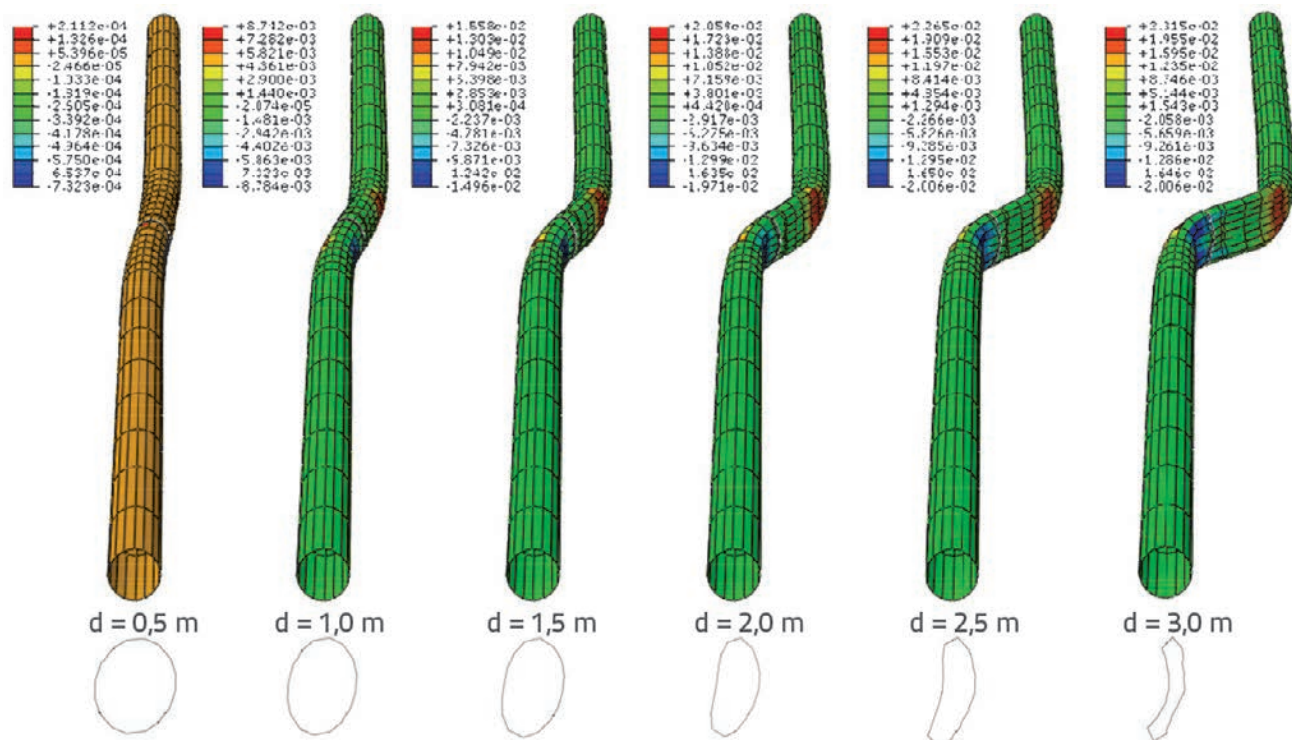 +2.112e-04
+1.326e-04
+5.396e-05
-2.466e-05
-1.033e-04
-1.819e-04
-2.605e-04
-3.392e-04
-4.178e-04
-4.964e-04
-5.750e-04
-6.537e-04
-7.323e-04
+8.742e-03
+7.282e-03
+5.821e-03
+4.361e-03
+2.900e-03
+1.440e-03
-2.074e-05
-1.481e-03
-2.942e-03
-4.402e-03
-5.863e-03
-7.323e-03
-8.784e-03
+1.558e-02
+1.303e-02
+1.049e-02
+7.942e-03
+5.398e-03
+2.853e-03
+3.081e-04
-2.237e-03
-4.781e-03
-7.326e-03
-9.871e-03
-1.242e-02
-1.496e-02
+2.059e-02
+1.723e-02
+1.388e-02
+1.052e-02
+7.159e-03
+3.801e-03
+4.428e-04
-2.917e-03
-6.275e-03
-9.634e-03
-1.299e-02
-1.635e-02
-1.971e-02
+2.265e-02
+1.909e-02
+1.553e-02
+1.197e-02
+8.414e-03
+4.854e-03
+1.294e-03
-2.266e-03
-5.826e-03
-9.386e-03
-1.295e-02
-1.650e-02
-2.006e-02
+2.315e-02
+1.955e-02
+1.595e-02
+1.235e-02
+8.746e-03
+5.144e-03
+1.543e-03
-2.058e-03
-5.659e-03
-9.261e-03
-1.286e-02
-1.646e-02
-2.006e-02
d = 0,5 m
d = 1,0 m
d = 1,5 m
d = 2,0 m
d = 2,5 m
d = 3,0 m